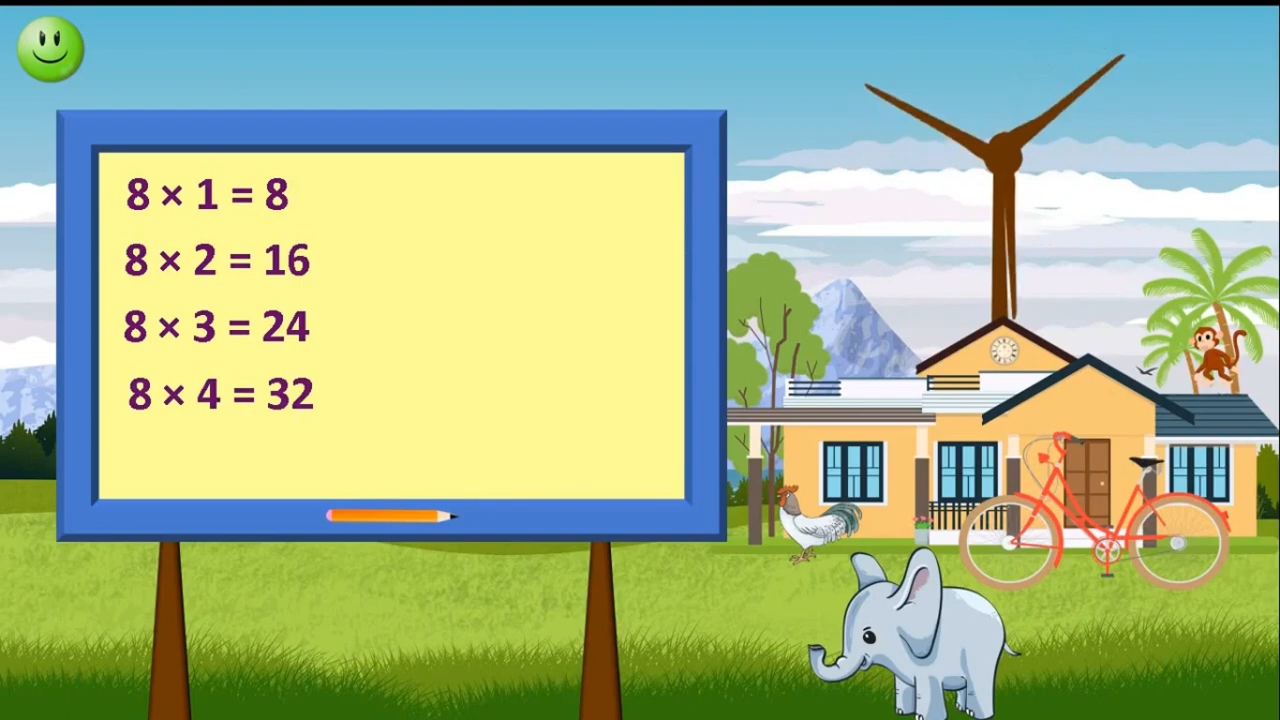 8 × 1 = 8
8 × 2 = 16
8 × 3 = 24
8 × 4 = 32